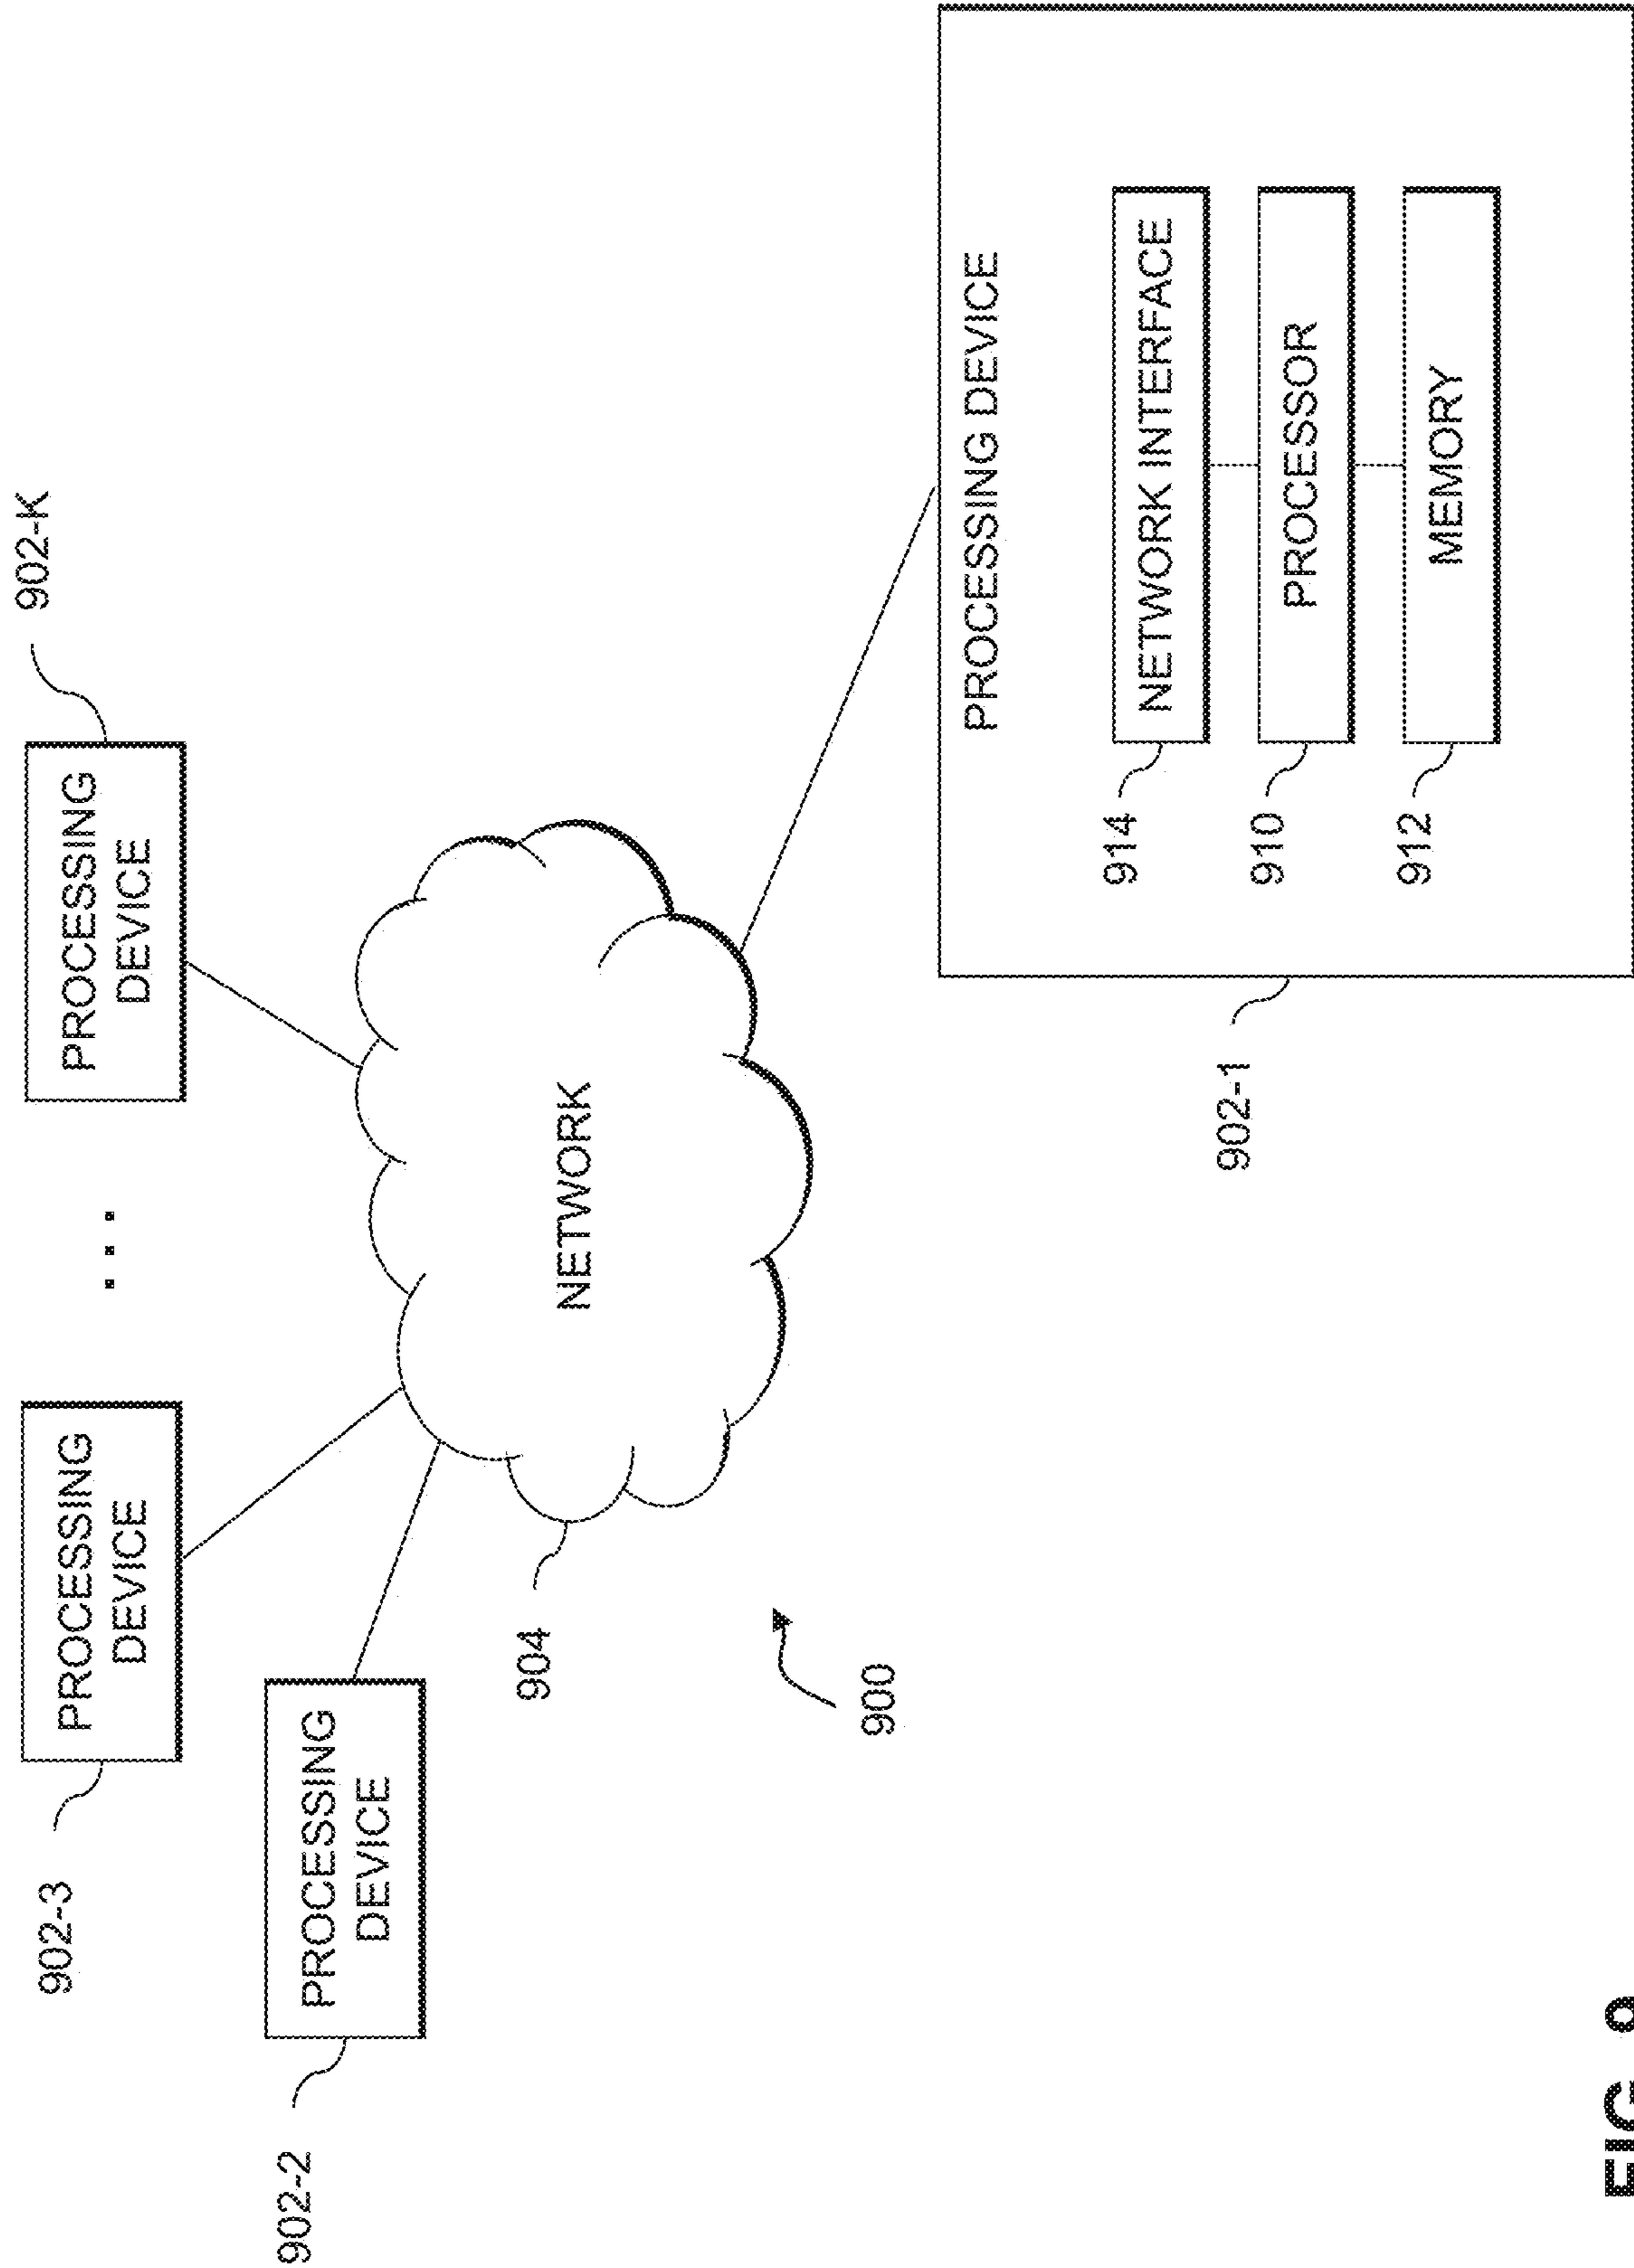 902-3
PROCESSING
DEVICE
...
PROCESSING
DEVICE
902-K
902-2
PROCESSING
DEVICE
904
NETWORK
900
PROCESSING DEVICE
902-1
914
NETWORK INTERFACE
910
PROCESSOR
912
MEMORY
FIG